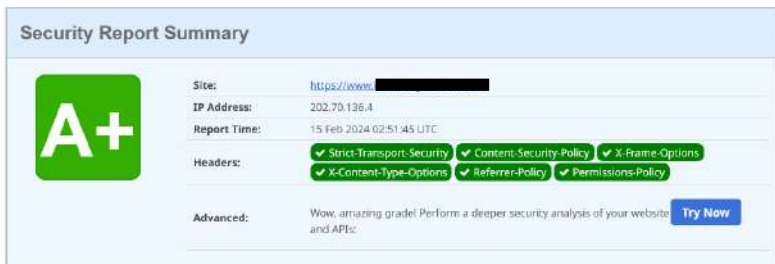 Security Report Summary
A+
Site: https://www.
IP Address: 202.70.136.4
Report Time: 15 Feb 2024 02:51:45 UTC
Headers: ✔ Strict-Transport-Security ✔ Content-Security-Policy ✔ X-Frame-Options
✔ X-Content-Type-Options ✔ Referrer-Policy ✔ Permissions-Policy
Advanced: Wow, amazing grade! Perform a deeper security analysis of your website Try Now
and APIs: